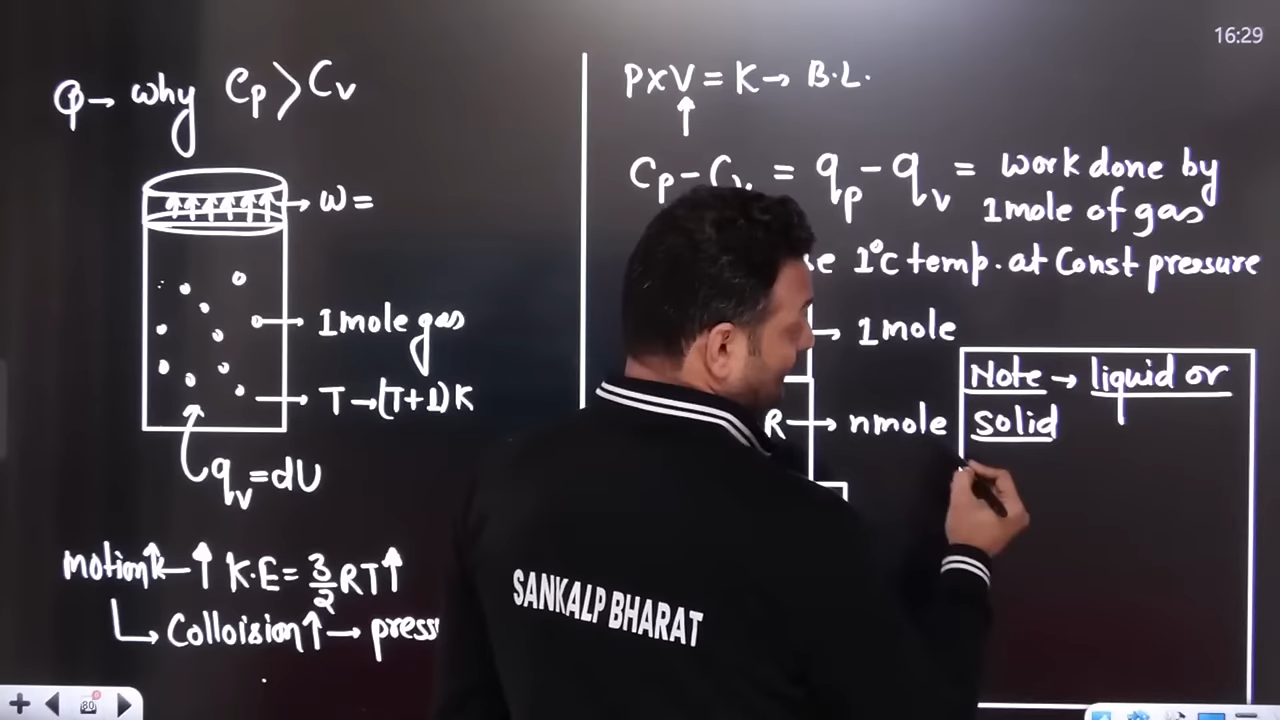 16:29
Q→ why Cp > Cv
w =
1mole gas
T→(T+1)K
qv = dU
motion↑ → ↑ K.E = 3/2 RT↑
↳ Colloision↑ → press
P×V = K → B.L.
Cp - Cv = qp - qv = work done by
1mole of gas
1°c temp. at Const pressure
→ 1mole
R → nmole
Note → liquid or
solid
SANKALP BHARAT
80